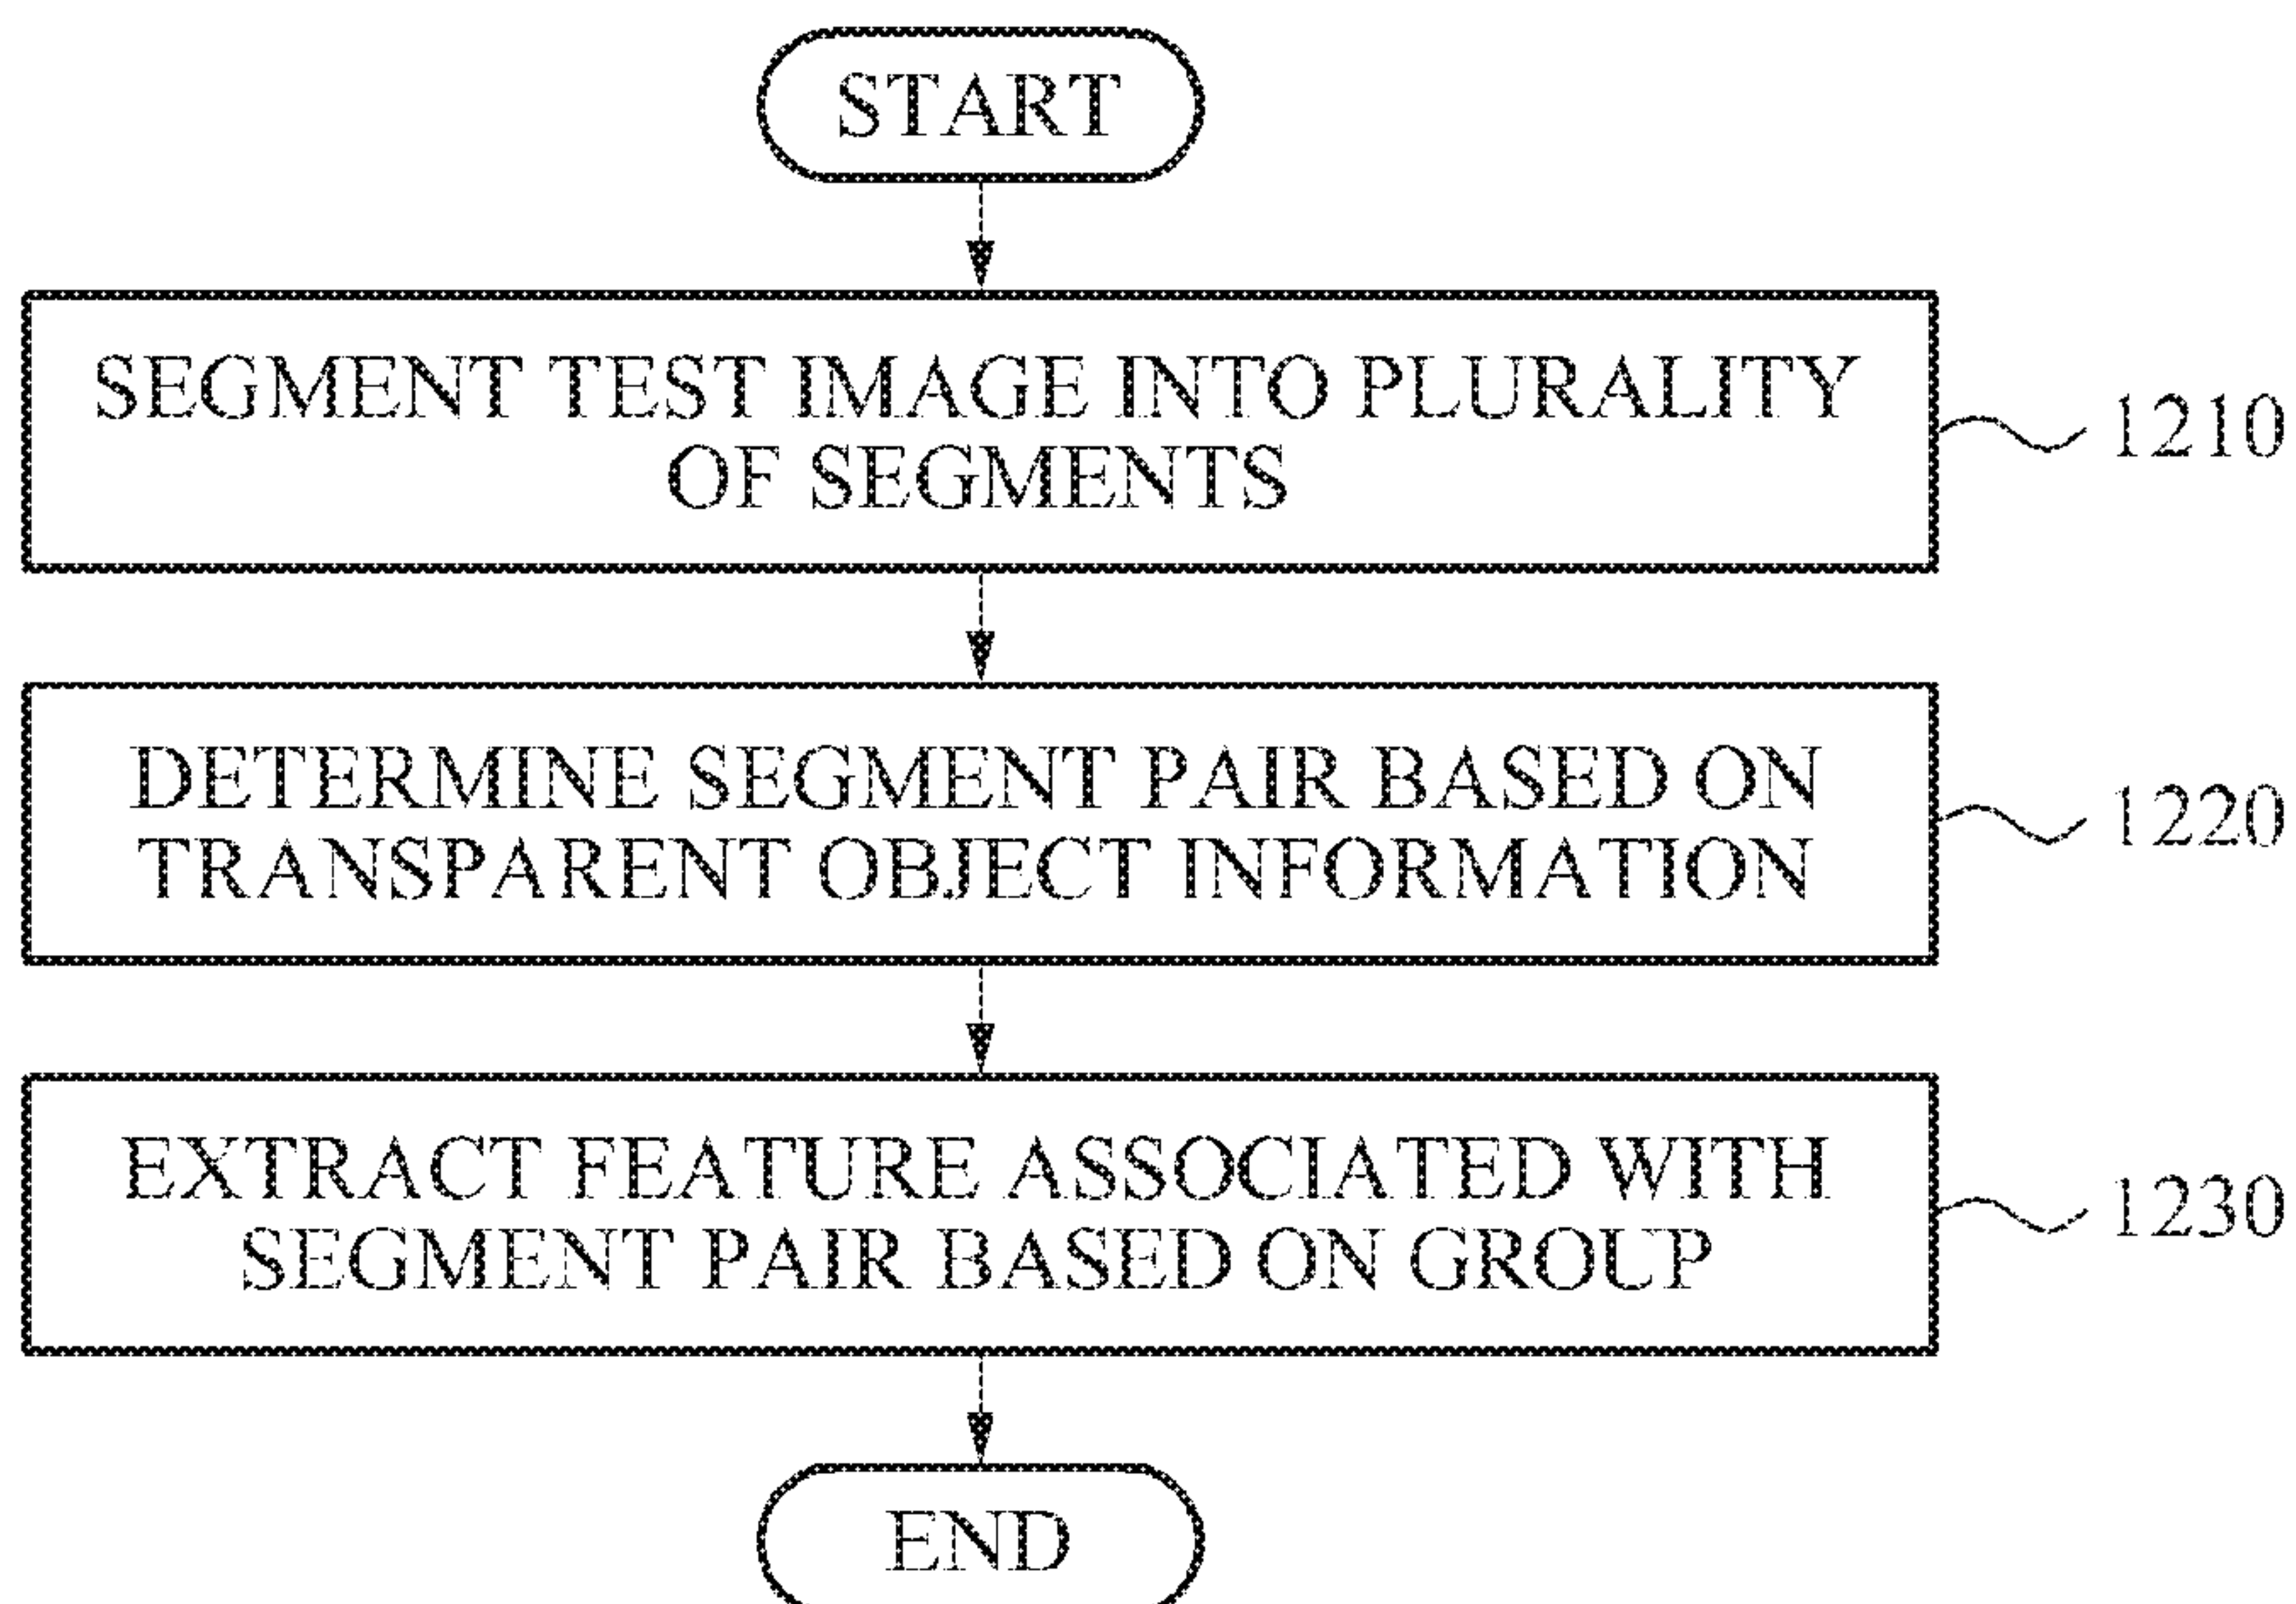 START
SEGMENT TEST IMAGE INTO PLURALITY
OF SEGMENTS
1210
DETERMINE SEGMENT PAIR BASED ON
TRANSPARENT OBJECT INFORMATION
1220
EXTRACT FEATURE ASSOCIATED WITH
SEGMENT PAIR BASED ON GROUP
1230
END